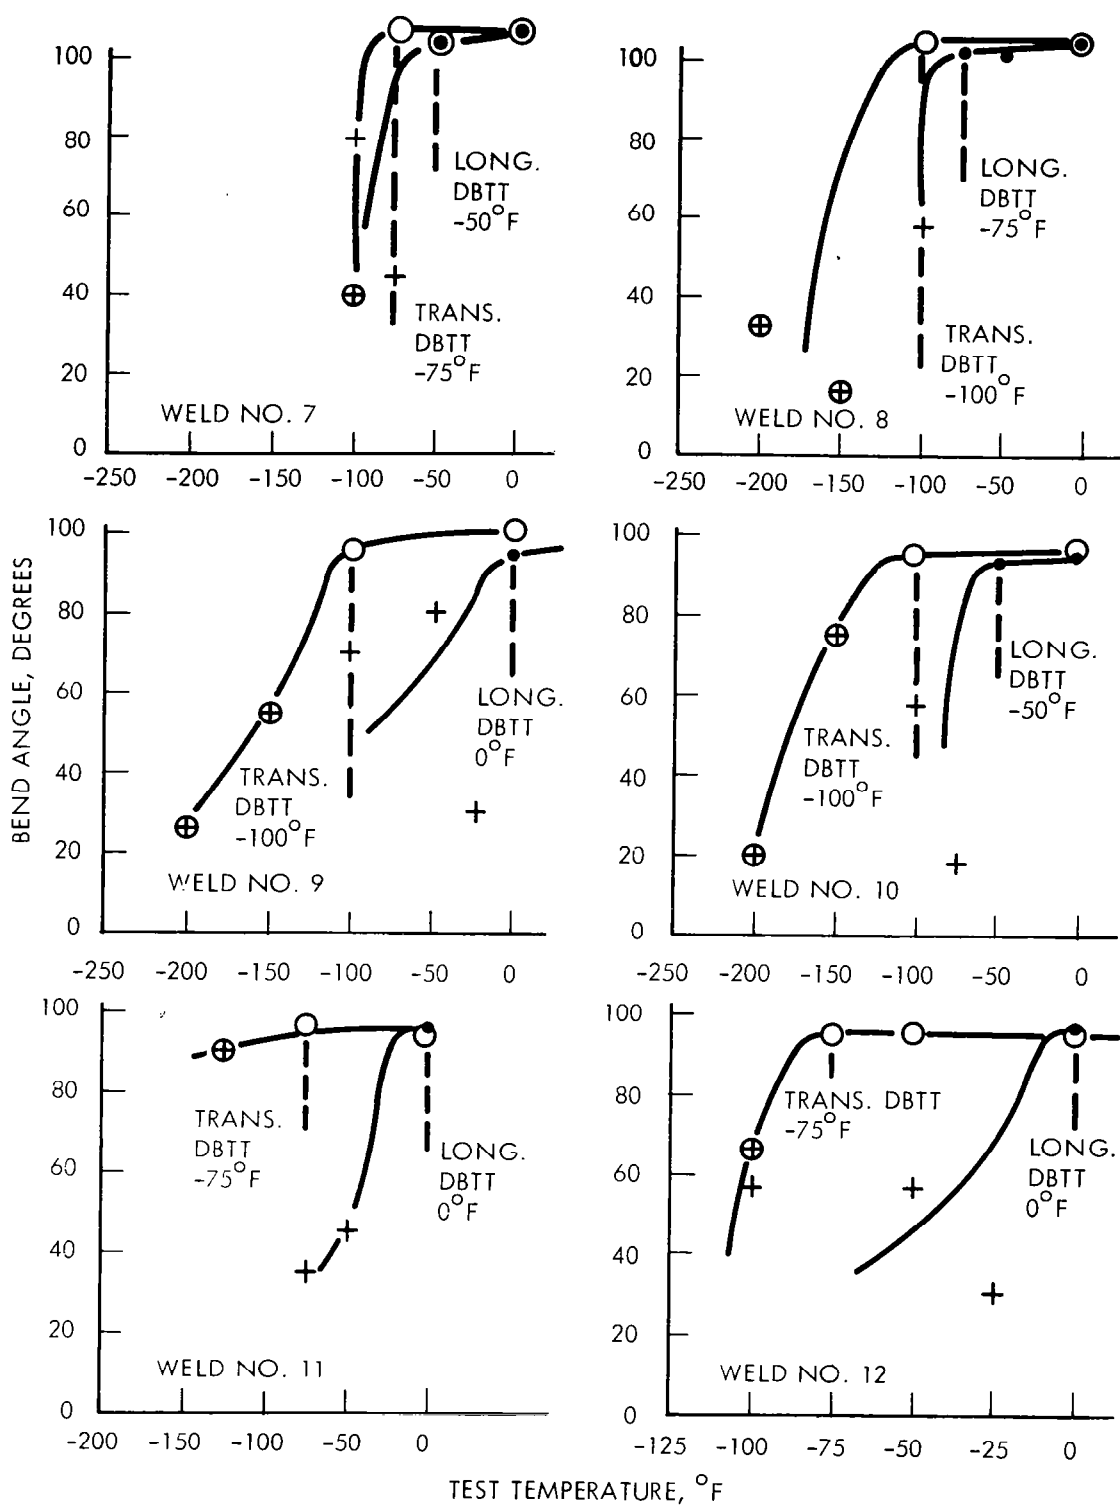 100
80
60
40
20
0
LONG.
DBTT
-50°F
TRANS.
DBTT
-75°F
WELD NO. 7
-250 -200 -150 -100 -50 0
100
80
60
40
20
0
LONG.
DBTT
-75°F
TRANS.
DBTT
-100°F
WELD NO. 8
-250 -200 -150 -100 -50 0
BEND ANGLE, DEGREES
100
80
60
40
20
0
LONG.
DBTT
0°F
TRANS.
DBTT
-100°F
WELD NO. 9
-250 -200 -150 -100 -50 0
100
80
60
40
20
0
LONG.
DBTT
-50°F
TRANS.
DBTT
-100°F
WELD NO. 10
-250 -200 -150 -100 -50 0
100
80
60
40
20
0
TRANS.
DBTT
-75°F
LONG.
DBTT
0°F
WELD NO. 11
-200 -150 -100 -50 0
100
80
60
40
20
0
TRANS. DBTT
-75°F
LONG.
DBTT
0°F
WELD NO. 12
-125 -100 -75 -50 -25 0
TEST TEMPERATURE, °F